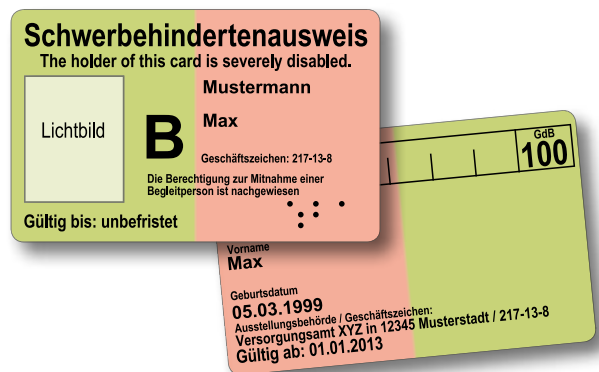 Schwerbehindertenausweis
The holder of this card is severely disabled.
Lichtbild
B
Mustermann
Max
Geschäftszeichen: 217-13-8
Die Berechtigung zur Mitnahme einer
Begleitperson ist nachgewiesen
Gültig bis: unbefristet
GdB
100
Vorname
Max
Geburtsdatum
05.03.1999
Ausstellungsbehörde / Geschäftszeichen:
Versorgungsamt XYZ in 12345 Musterstadt / 217-13-8
Gültig ab: 01.01.2013